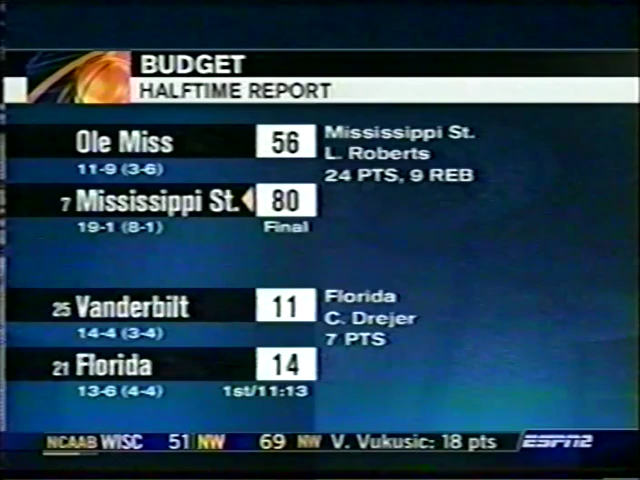 BUDGET
HALFTIME REPORT
Ole Miss 56
11-9 (3-6)
Mississippi St.
L. Roberts
24 PTS, 9 REB
7 Mississippi St. 80
19-1 (8-1) Final
25 Vanderbilt 11
14-4 (3-4)
Florida
C. Drejer
7 PTS
21 Florida 14
13-6 (4-4) 1st/11:13
NCAAB WISC 51 NW 69 NW V. Vukusic: 18 pts ESPN2